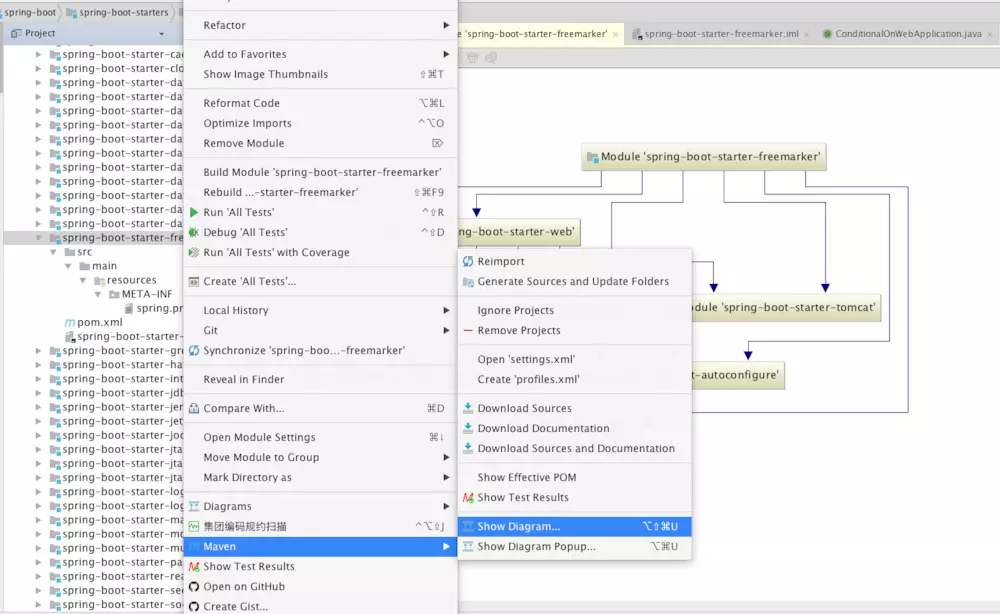 spring-boot
spring-boot-starters
Project
spring-boot-starter-ca
spring-boot-starter-clo
spring-boot-starter-da
spring-boot-starter-da
spring-boot-starter-da
spring-boot-starter-da
spring-boot-starter-da
spring-boot-starter-da
spring-boot-starter-da
spring-boot-starter-da
spring-boot-starter-da
spring-boot-starter-da
spring-boot-starter-da
spring-boot-starter-fre
src
main
resources
META-INF
spring.pr
pom.xml
spring-boot-starter-
spring-boot-starter-gr
spring-boot-starter-ha
spring-boot-starter-int
spring-boot-starter-jdb
spring-boot-starter-jer
spring-boot-starter-jet
spring-boot-starter-joo
spring-boot-starter-jta
spring-boot-starter-jta
spring-boot-starter-jta
spring-boot-starter-log
spring-boot-starter-log
spring-boot-starter-ma
spring-boot-starter-mo
spring-boot-starter-mu
spring-boot-starter-pa
spring-boot-starter-rea
spring-boot-starter-sec
spring-boot-starter-so
Refactor
Add to Favorites
Show Image Thumbnails ⇧⌘T
Reformat Code ⌥⌘L
Optimize Imports ^⌥O
Remove Module ⌦
Build Module 'spring-boot-starter-freemarker'
Rebuild ...-starter-freemarker' ⇧⌘F9
Run 'All Tests' ^⇧R
Debug 'All Tests' ^⇧D
Run 'All Tests' with Coverage
Create 'All Tests'...
Local History
Git
Synchronize 'spring-boo...-freemarker'
Reveal in Finder
Compare With... ⌘D
Open Module Settings ⌘↓
Move Module to Group
Mark Directory as
Diagrams
集团编码规约扫描 ^⌥⇧J
Maven
Show Test Results
Open on GitHub
Create Gist...
Reimport
Generate Sources and Update Folders
Ignore Projects
Remove Projects
Open 'settings.xml'
Create 'profiles.xml'
Download Sources
Download Documentation
Download Sources and Documentation
Show Effective POM
Show Test Results
Show Diagram... ⌥⇧⌘U
Show Diagram Popup... ⌥⌘U
e 'spring-boot-starter-freemarker'
spring-boot-starter-freemarker.iml
ConditionalOnWebApplication.java
Module 'spring-boot-starter-freemarker'
ng-boot-starter-web'
dule 'spring-boot-starter-tomcat'
t-autoconfigure'